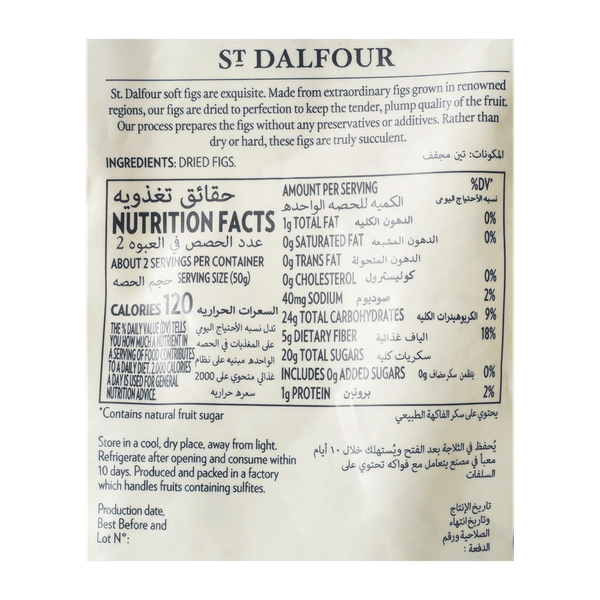 ST DALFOUR
St. Dalfour soft figs are exquisite. Made from extraordinary figs grown in renowned
regions, our figs are dried to perfection to keep the tender, plump quality of the fruit.
Our process prepares the figs without any preservatives or additives. Rather than
dry or hard, these figs are truly succulent.
INGREDIENTS: DRIED FIGS. المكونات: تين مجفف
حقائق تغذويه
NUTRITION FACTS
عدد الحصص في العبوه 2
ABOUT 2 SERVINGS PER CONTAINER
SERVING SIZE (50g) حجم الحصه
CALORIES 120 السعرات الحراريه
THE % DAILY VALUE (DV) TELLS
YOU HOW MUCH A NUTRIENT IN
A SERVING OF FOOD CONTRIBUTES
TO A DAILY DIET. 2,000 CALORIES
A DAY IS USED FOR GENERAL
NUTRITION ADVICE.
تدل نسبه الأحتياج اليومي
على المغذيات في الحصه
الواحده مبنيه على نظام
غذائي منحوي على 2000
سعره حراريه
AMOUNT PER SERVING %DV*
الكميه للحصه الواحده نسبه الأحتياج اليومى
1g TOTAL FAT الدهون الكليه 0%
0g SATURATED FAT الدهون المشبعه 0%
0g TRANS FAT الدهون المتحولة
0g CHOLESTEROL كوليسترول 0%
40mg SODIUM صوديوم 2%
24g TOTAL CARBOHYDRATES الكربوهيدرات الكليه 9%
5g DIETARY FIBER الياف غذائية 18%
20g TOTAL SUGARS سكريات كليه
INCLUDES 0g ADDED SUGARS يتضمن سكر مضاف 0g 0%
1g PROTEIN بروتين 2%
*Contains natural fruit sugar يحتوي على سكر الفاكهة الطبيعي
Store in a cool, dry place, away from light.
Refrigerate after opening and consume within
10 days. Produced and packed in a factory
which handles fruits containing sulfites.
يُحفظ في الثلاجة بعد الفتح ويُستهلك خلال ١٠ أيام
معبأ في مصنع يتعامل مع فواكه تحتوي على
السلفات
Production date,
Best Before and
Lot N°:
تاريخ الإنتاج
وتاريخ انتهاء
الصلاحية ورقم
الدفعة :